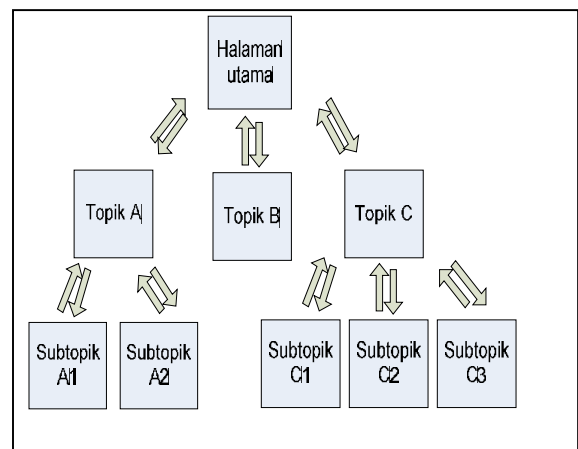 Halaman
utama
Topik A
Topik B
Topik C
Subtopik
A1
Subtopik
A2
Subtopik
C1
Subtopik
C2
Subtopik
C3